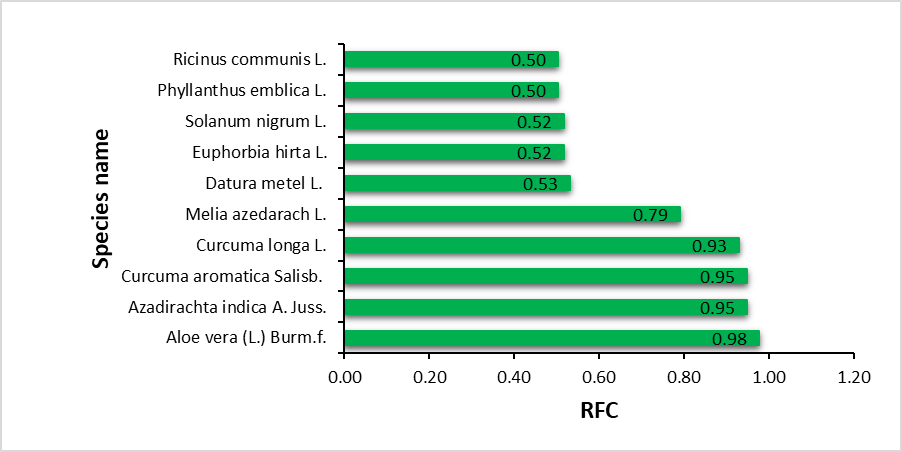 Species name
Ricinus communis L.
0.50
Phyllanthus emblica L.
0.50
Solanum nigrum L.
0.52
Euphorbia hirta L.
0.52
Datura metel L.
0.53
Melia azedarach L.
0.79
Curcuma longa L.
0.93
Curcuma aromatica Salisb.
0.95
Azadirachta indica A. Juss.
0.95
Aloe vera (L.) Burm.f.
0.98
0.00 0.20 0.40 0.60 0.80 1.00 1.20
RFC